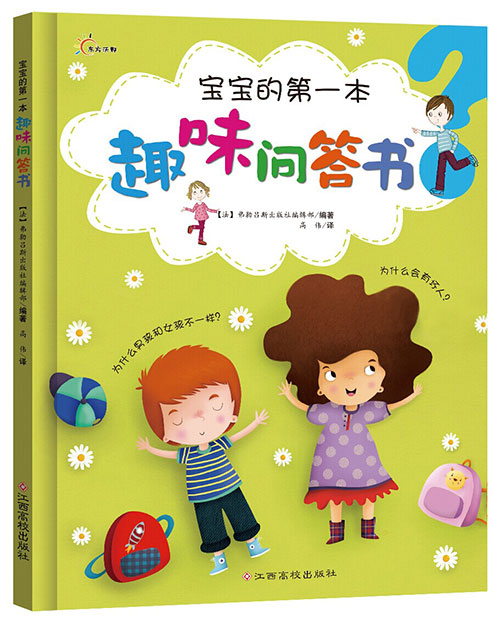 东方沃野
宝宝的第一本
趣味问答书
【法】弗勒吕斯出版社编辑部/编著
高 伟/译
为什么会有坏人?
为什么男孩和女孩不一样?
江西高校出版社
宝宝的第一本
趣味问答书
【法】弗勒吕斯出版社编辑部/编著
高 伟/译
江西高校出版社